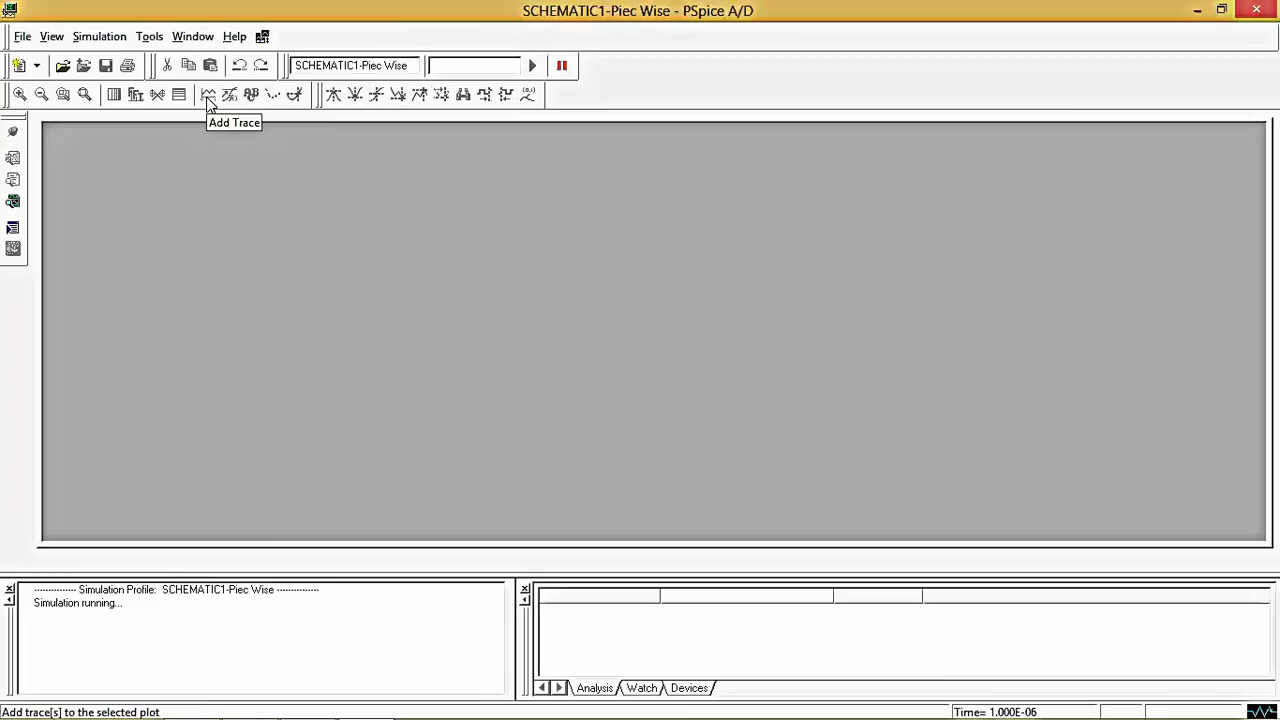 SCHEMATIC1-Piec Wise - PSpice A/D
File View Simulation Tools Window Help
SCHEMATIC1-Piec Wise
Add Trace
--------------- Simulation Profile: SCHEMATIC1-Piec Wise ---------------
Simulation running...
Analysis Watch Devices
Add trace[s] to the selected plot
Time= 1.000E-06